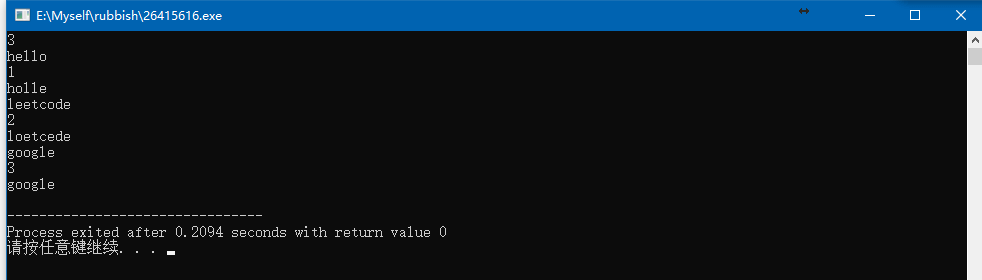 E:\Myself\rubbish\26415616.exe
3
hello
1
holle
leetcode
2
loetcede
google
3
google
--------------------------------
Process exited after 0.2094 seconds with return value 0
请按任意键继续. . .